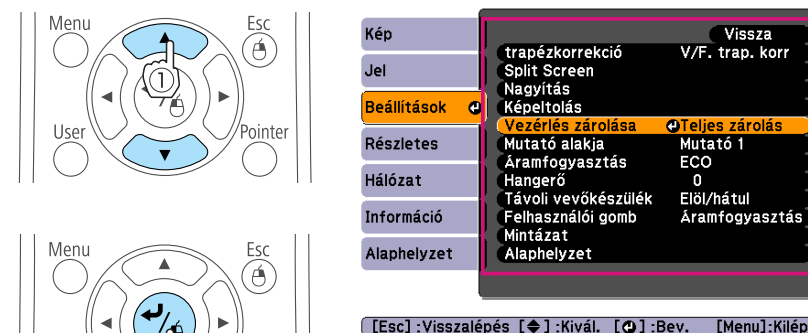 Menu
Esc
1
User
Pointer
Menu
Esc
Kép
Jel
Beállítások
Részletes
Hálózat
Információ
Alaphelyzet
Vissza
trapézkorrekció V/F. trap. korr
Split Screen
Nagyítás
Képeltolás
Vezérlés zárolása Teljes zárolás
Mutató alakja Mutató 1
Áramfogyasztás ECO
Hangerő 0
Távoli vevőkészülék Elöl/hátul
Felhasználói gomb Áramfogyasztás
Mintázat
Alaphelyzet
[Esc] :Visszalépés [◆] :Kivál. [⏎] :Bev. [Menu]:Kilép